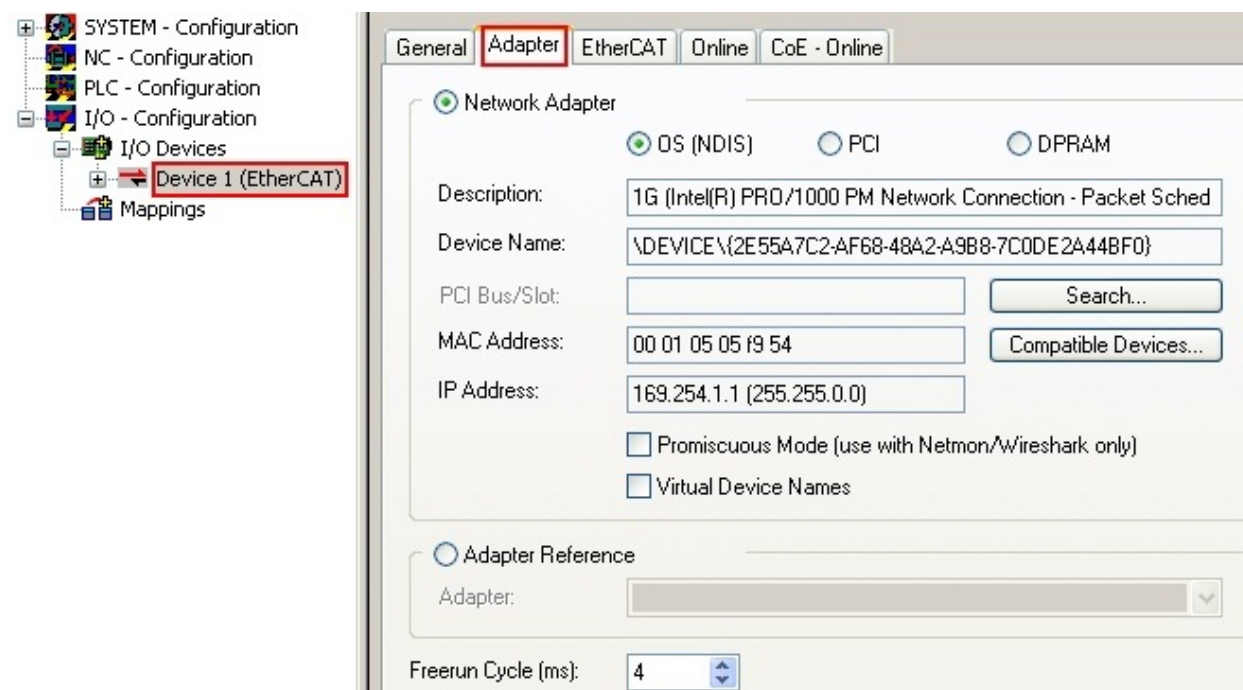 SYSTEM - Configuration
NC - Configuration
PLC - Configuration
I/O - Configuration
I/O Devices
Device 1 (EtherCAT)
Mappings
General Adapter EtherCAT Online CoE - Online
Network Adapter
OS (NDIS) PCI DPRAM
Description: 1G (Intel(R) PRO/1000 PM Network Connection - Packet Sched
Device Name: \DEVICE\{2E55A7C2-AF68-48A2-A9B8-7C0DE2A44BF0}
PCI Bus/Slot: Search...
MAC Address: 00 01 05 05 f9 54 Compatible Devices...
IP Address: 169.254.1.1 (255.255.0.0)
Promiscuous Mode (use with Netmon/Wireshark only)
Virtual Device Names
Adapter Reference
Adapter:
Freerun Cycle (ms): 4